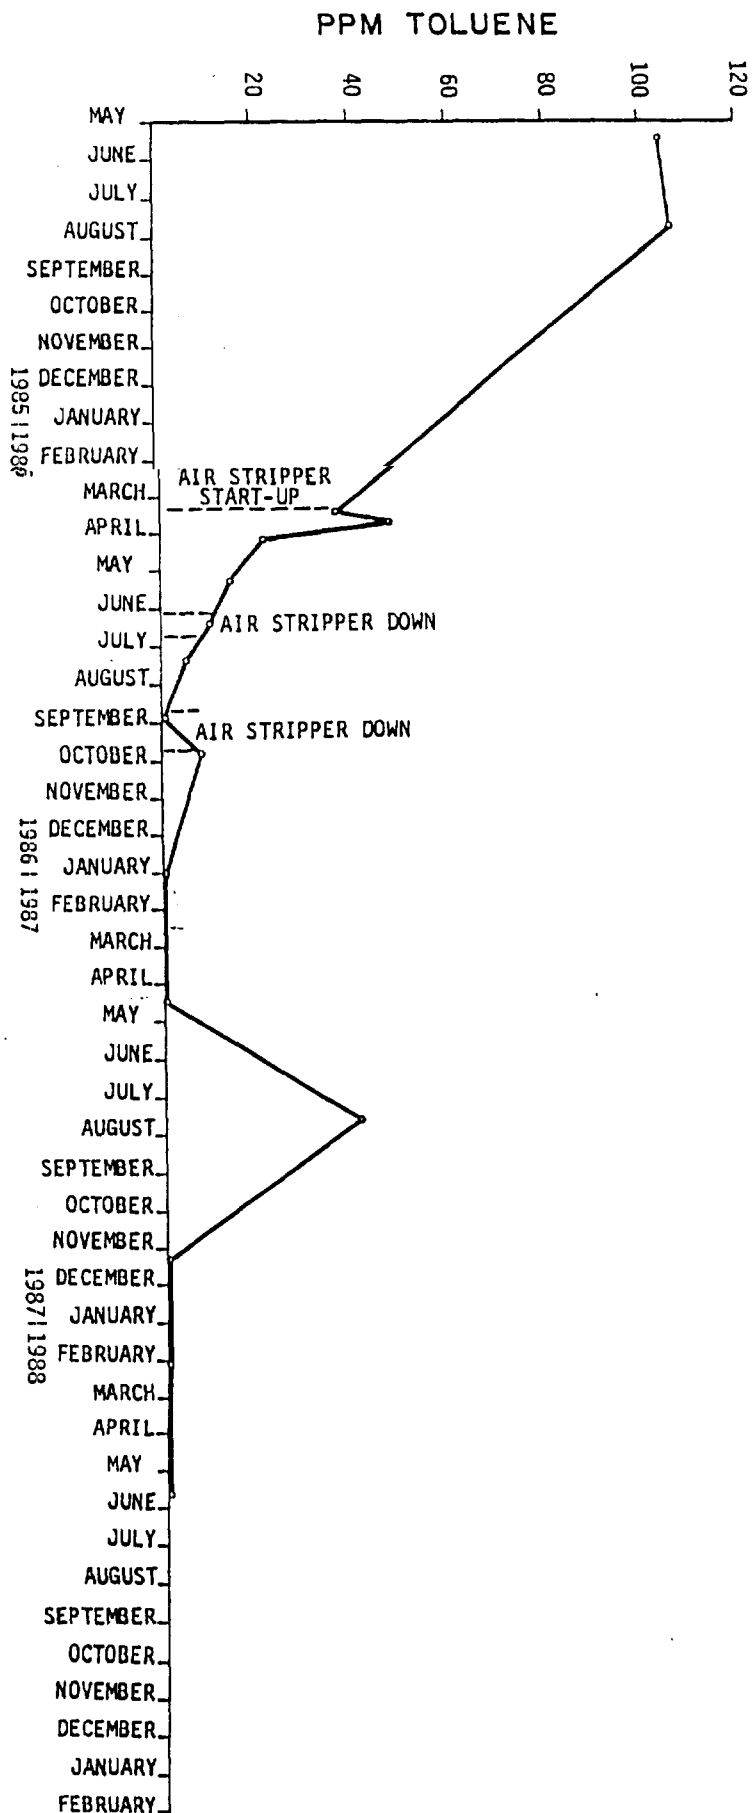 PPM TOLUENE
20
40
60
80
100
120
MAY
JUNE
JULY
AUGUST
SEPTEMBER
OCTOBER
NOVEMBER
DECEMBER
1985 | 1986
JANUARY
FEBRUARY
AIR STRIPPER
START-UP
MARCH
APRIL
MAY
JUNE
AIR STRIPPER DOWN
JULY
AUGUST
SEPTEMBER
AIR STRIPPER DOWN
OCTOBER
NOVEMBER
DECEMBER
1986 | 1987
JANUARY
FEBRUARY
MARCH
APRIL
MAY
JUNE
JULY
AUGUST
SEPTEMBER
OCTOBER
NOVEMBER
DECEMBER
1987 | 1988
JANUARY
FEBRUARY
MARCH
APRIL
MAY
JUNE
JULY
AUGUST
SEPTEMBER
OCTOBER
NOVEMBER
DECEMBER
JANUARY
FEBRUARY